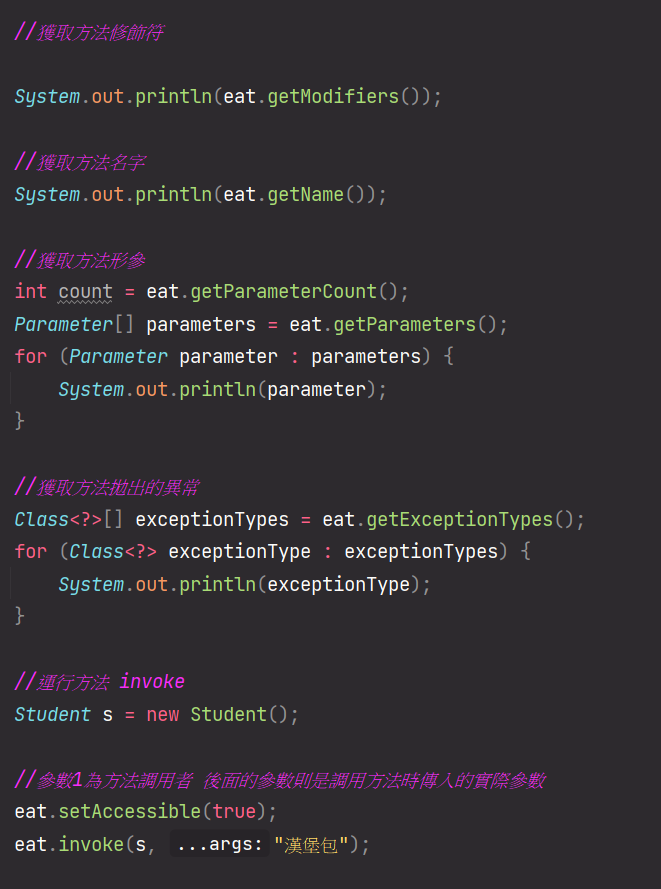 //獲取方法修飾符
System.out.println(eat.getModifiers());
//獲取方法名字
System.out.println(eat.getName());
//獲取方法形參
int count = eat.getParameterCount();
Parameter[] parameters = eat.getParameters();
for (Parameter parameter : parameters) {
System.out.println(parameter);
}
//獲取方法拋出的異常
Class<?>[] exceptionTypes = eat.getExceptionTypes();
for (Class<?> exceptionType : exceptionTypes) {
System.out.println(exceptionType);
}
//運行方法 invoke
Student s = new Student();
//參數1為方法調用者 後面的參數則是調用方法時傳入的實際參數
eat.setAccessible(true);
eat.invoke(s, ...args: "漢堡包");